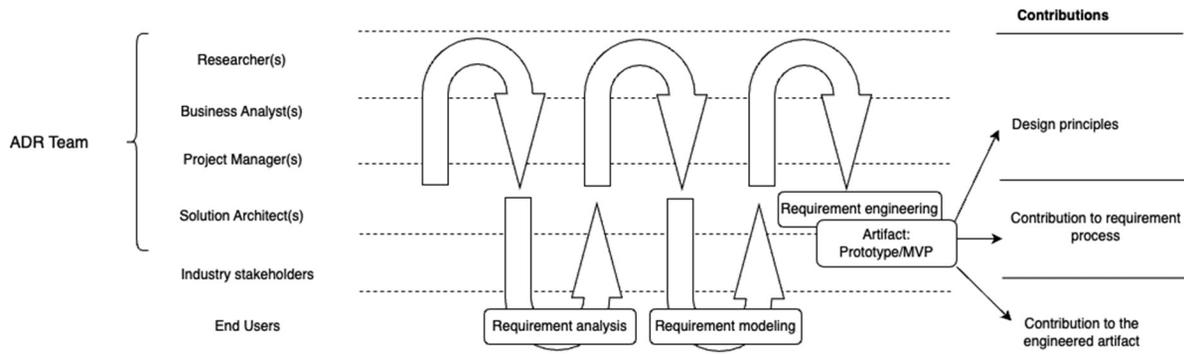 Contributions
Researcher(s)
Business Analyst(s)
Design principles
ADR Team
Project Manager(s)
Solution Architect(s)
Requirement engineering
Artifact:
Prototype/MVP
Contribution to requirement
process
Industry stakeholders
End Users
Requirement analysis
Requirement modeling
Contribution to the
engineered artifact